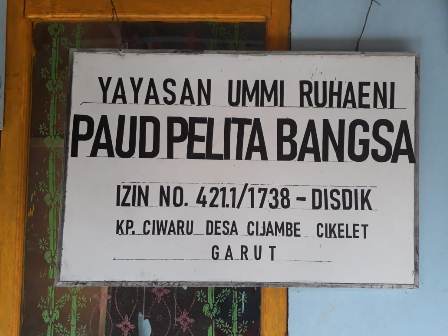 YAYASAN UMMI RUHAENI
PAUD PELITA BANGSA
IZIN NO. 421.1/1738 - DISDIK
KP. CIWARU DESA CIJAMBE CIKELET
GARUT